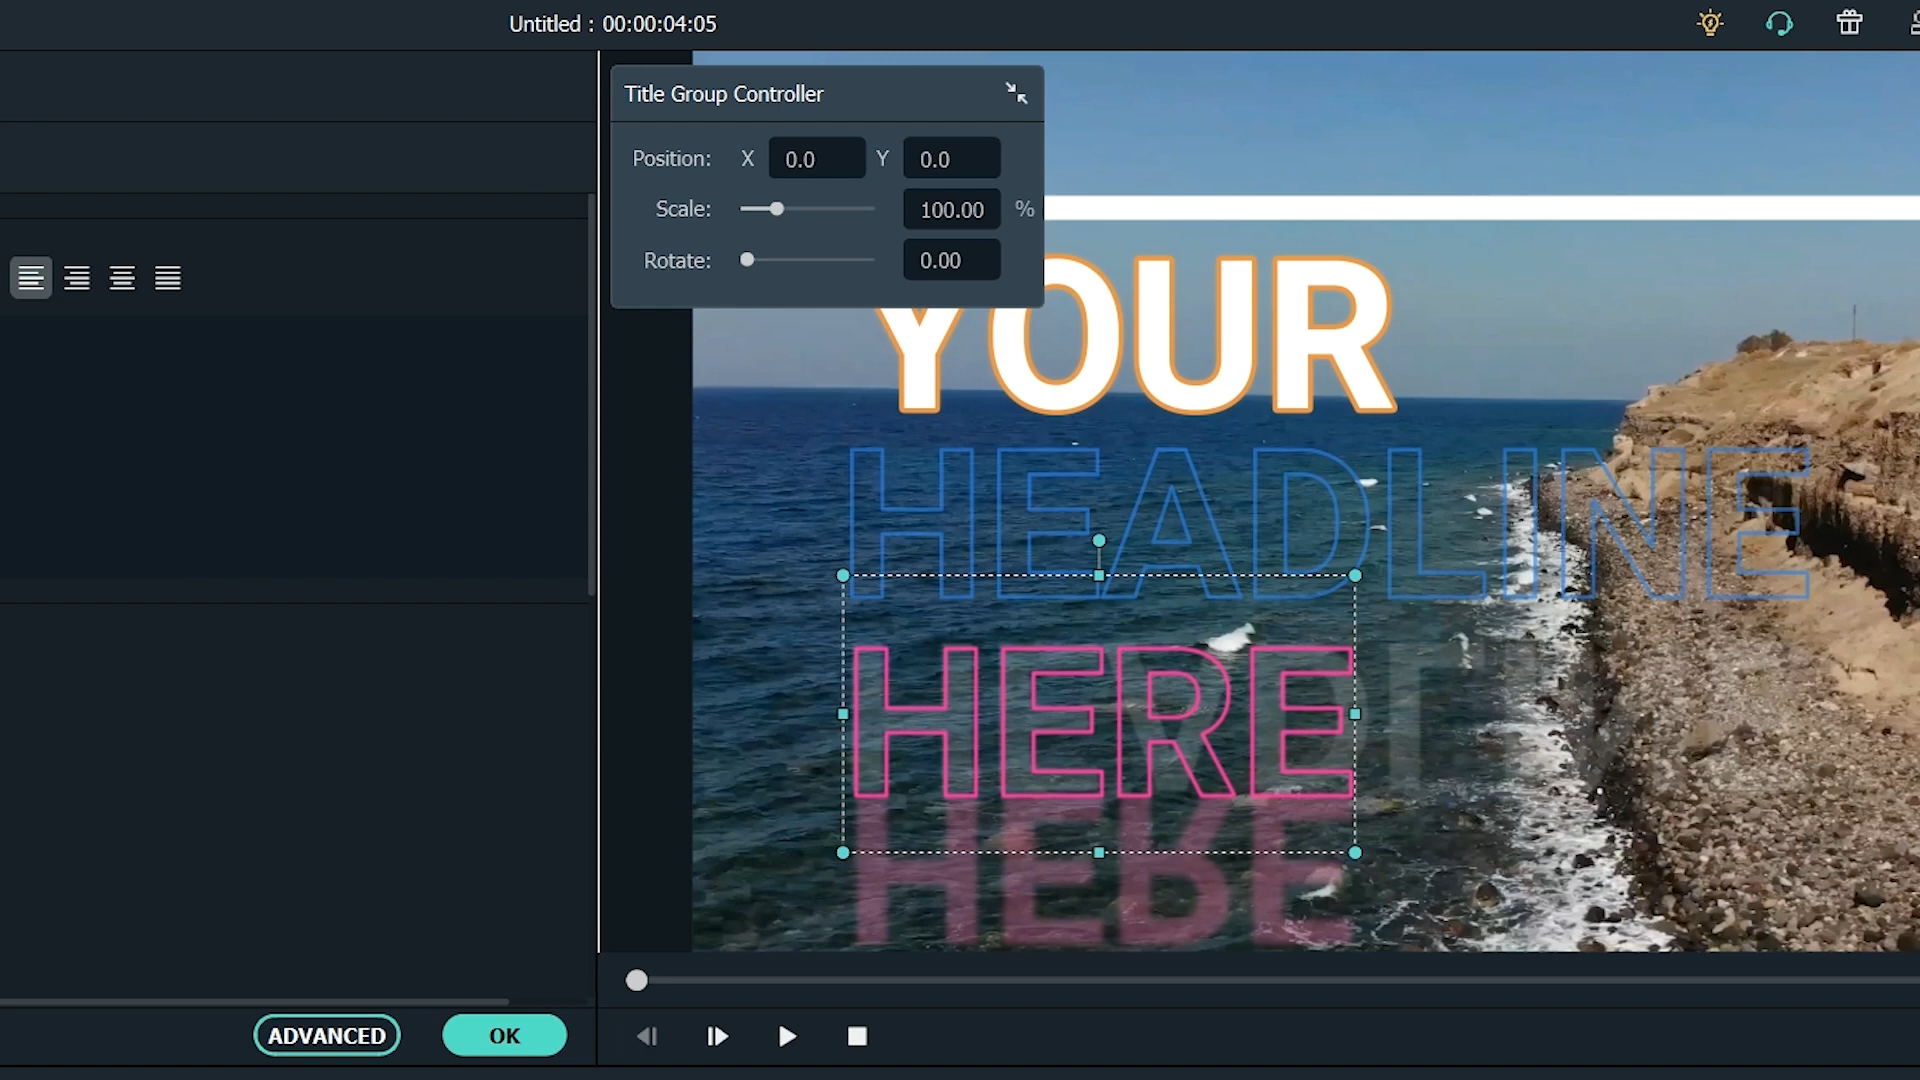 Untitled : 00:00:04:05
Title Group Controller
Position: X 0.0 Y 0.0
Scale: 100.00 %
Rotate: 0.00
YOUR
HEADLINE
HERE
HERE
ADVANCED OK